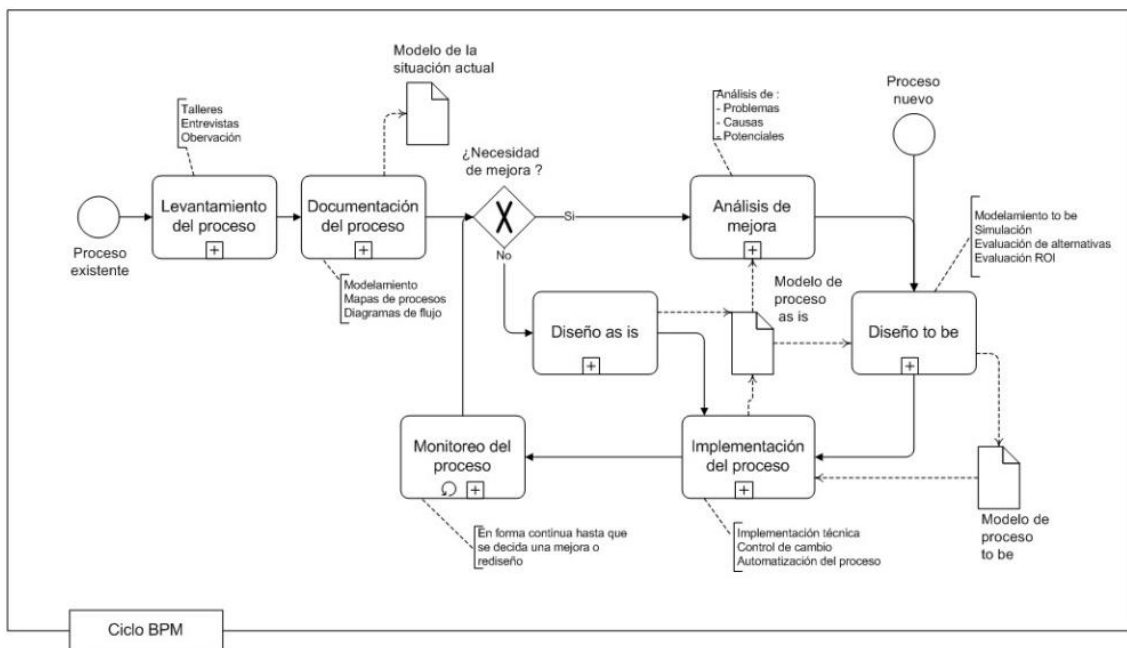 Modelo de la
situación actual
Talleres
Entrevistas
Obervación
Análisis de :
- Problemas
- Causas
- Potenciales
Proceso
nuevo
¿Necesidad
de mejora ?
Levantamiento
del proceso
Documentación
del proceso
Si
Análisis de
mejora
Proceso
existente
No
Modelamiento to be
Simulación
Evaluación de alternativas
Evaluación ROI
Modelamiento
Mapas de procesos
Diagramas de flujo
Modelo de
proceso
as is
Diseño as is
Diseño to be
Monitoreo del
proceso
Implementación
del proceso
En forma continua hasta que
se decida una mejora o
rediseño
Implementación técnica
Control de cambio
Automatización del proceso
Modelo de
proceso
to be
Ciclo BPM